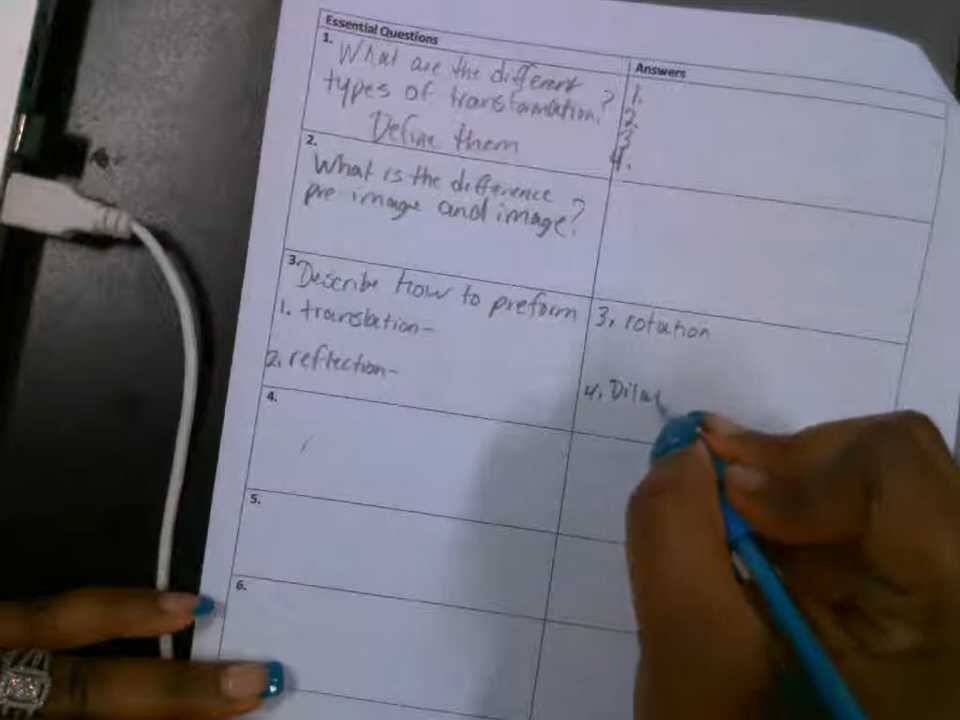 Essential Questions
Answers
1.
What are the different
types of transformation?
Define them
1.
2.
3
4.
2.
What is the difference
pre image and image?
3.
Describe how to preform
1. translation-
2. reflection-
3. rotation
4. Dilat
4.
5.
6.